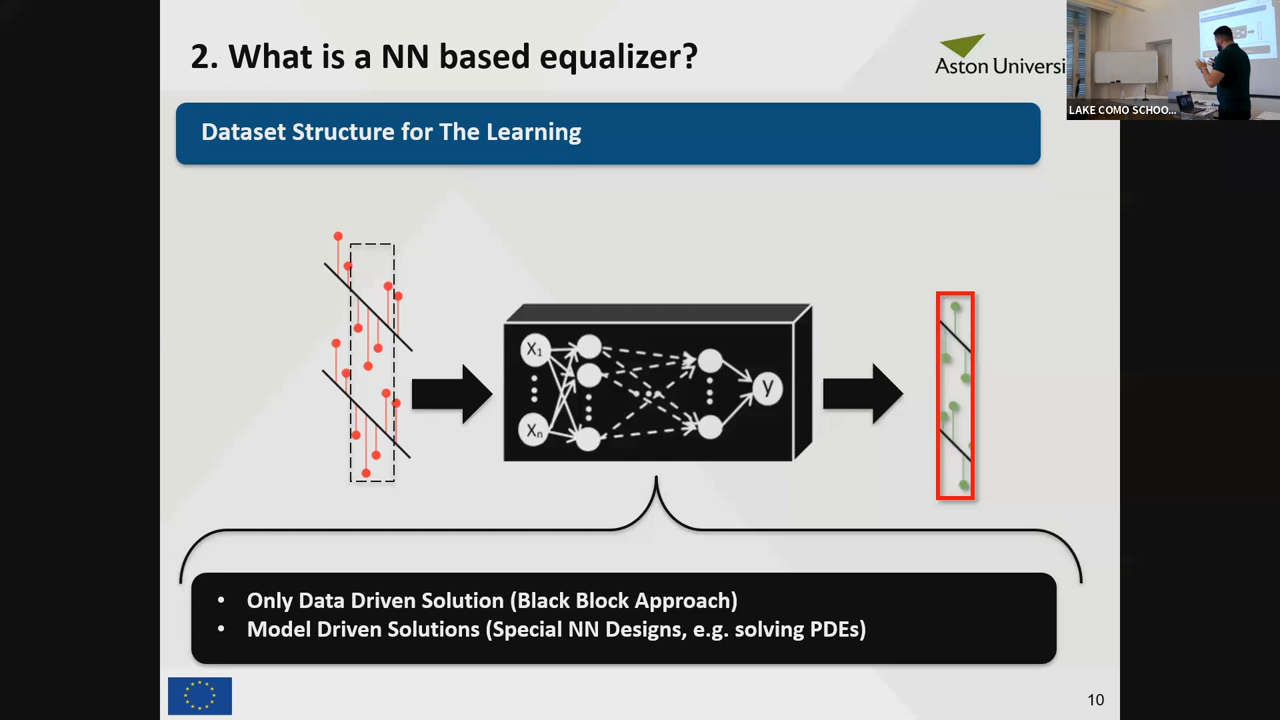 2. What is a NN based equalizer?
Aston Universi
LAKE COMO SCHOO...
Dataset Structure for The Learning
X1
Xn
y
• Only Data Driven Solution (Black Block Approach)
• Model Driven Solutions (Special NN Designs, e.g. solving PDEs)
10